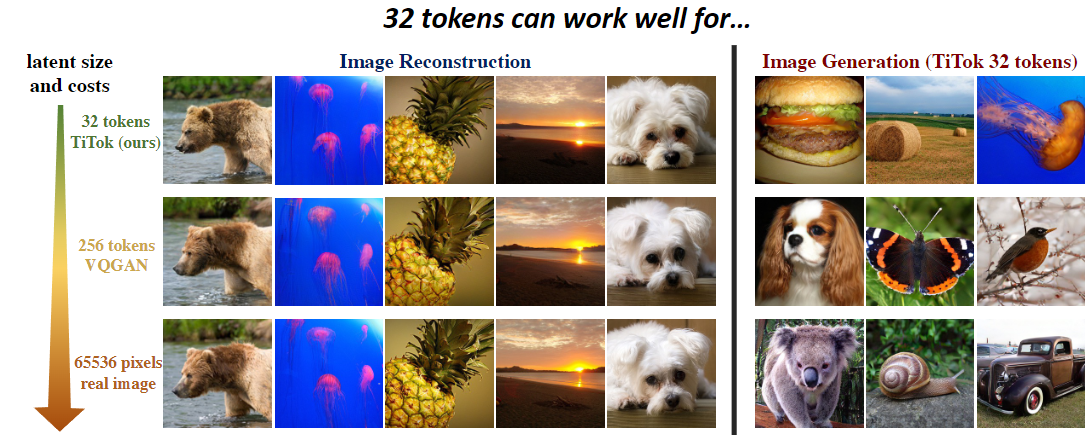 32 tokens can work well for...
latent size
and costs
Image Reconstruction
Image Generation (TiTok 32 tokens)
32 tokens
TiTok (ours)
256 tokens
VQGAN
65536 pixels
real image